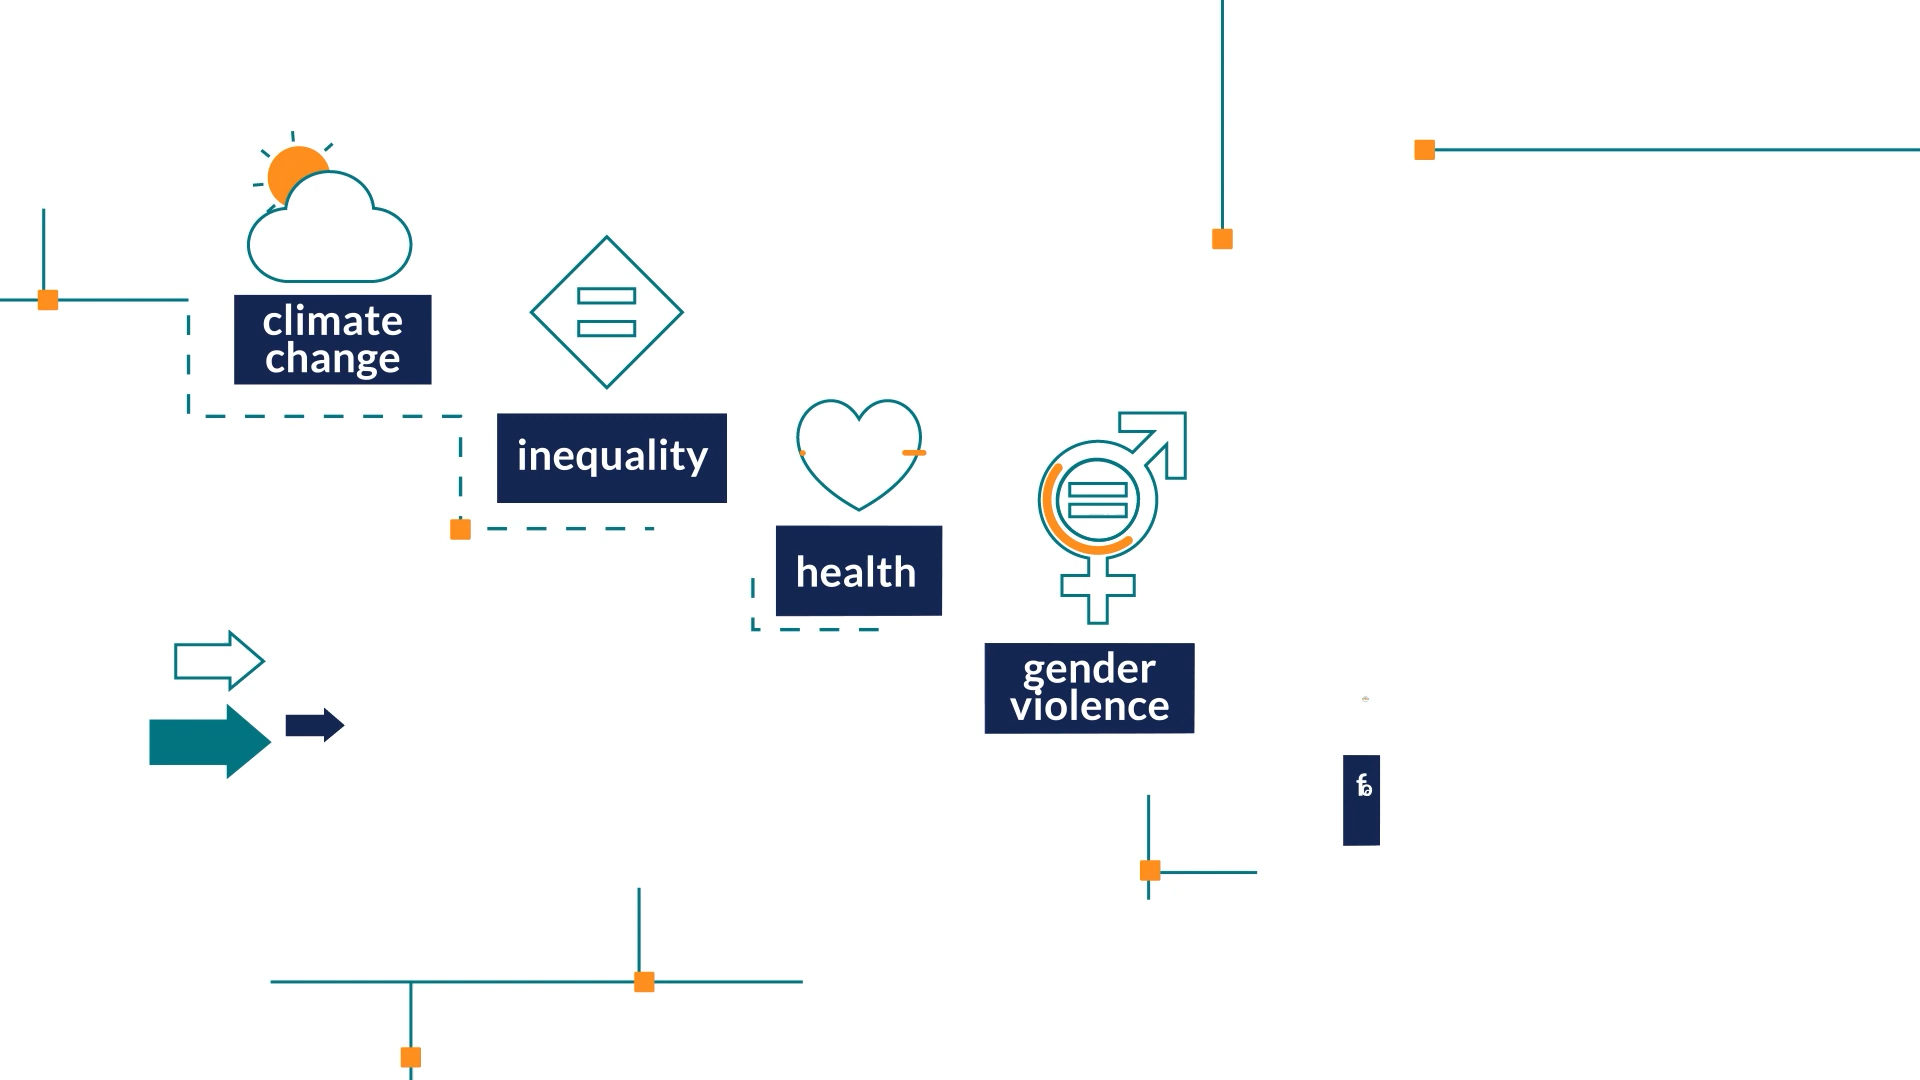 climate
change
inequality
health
gender
violence